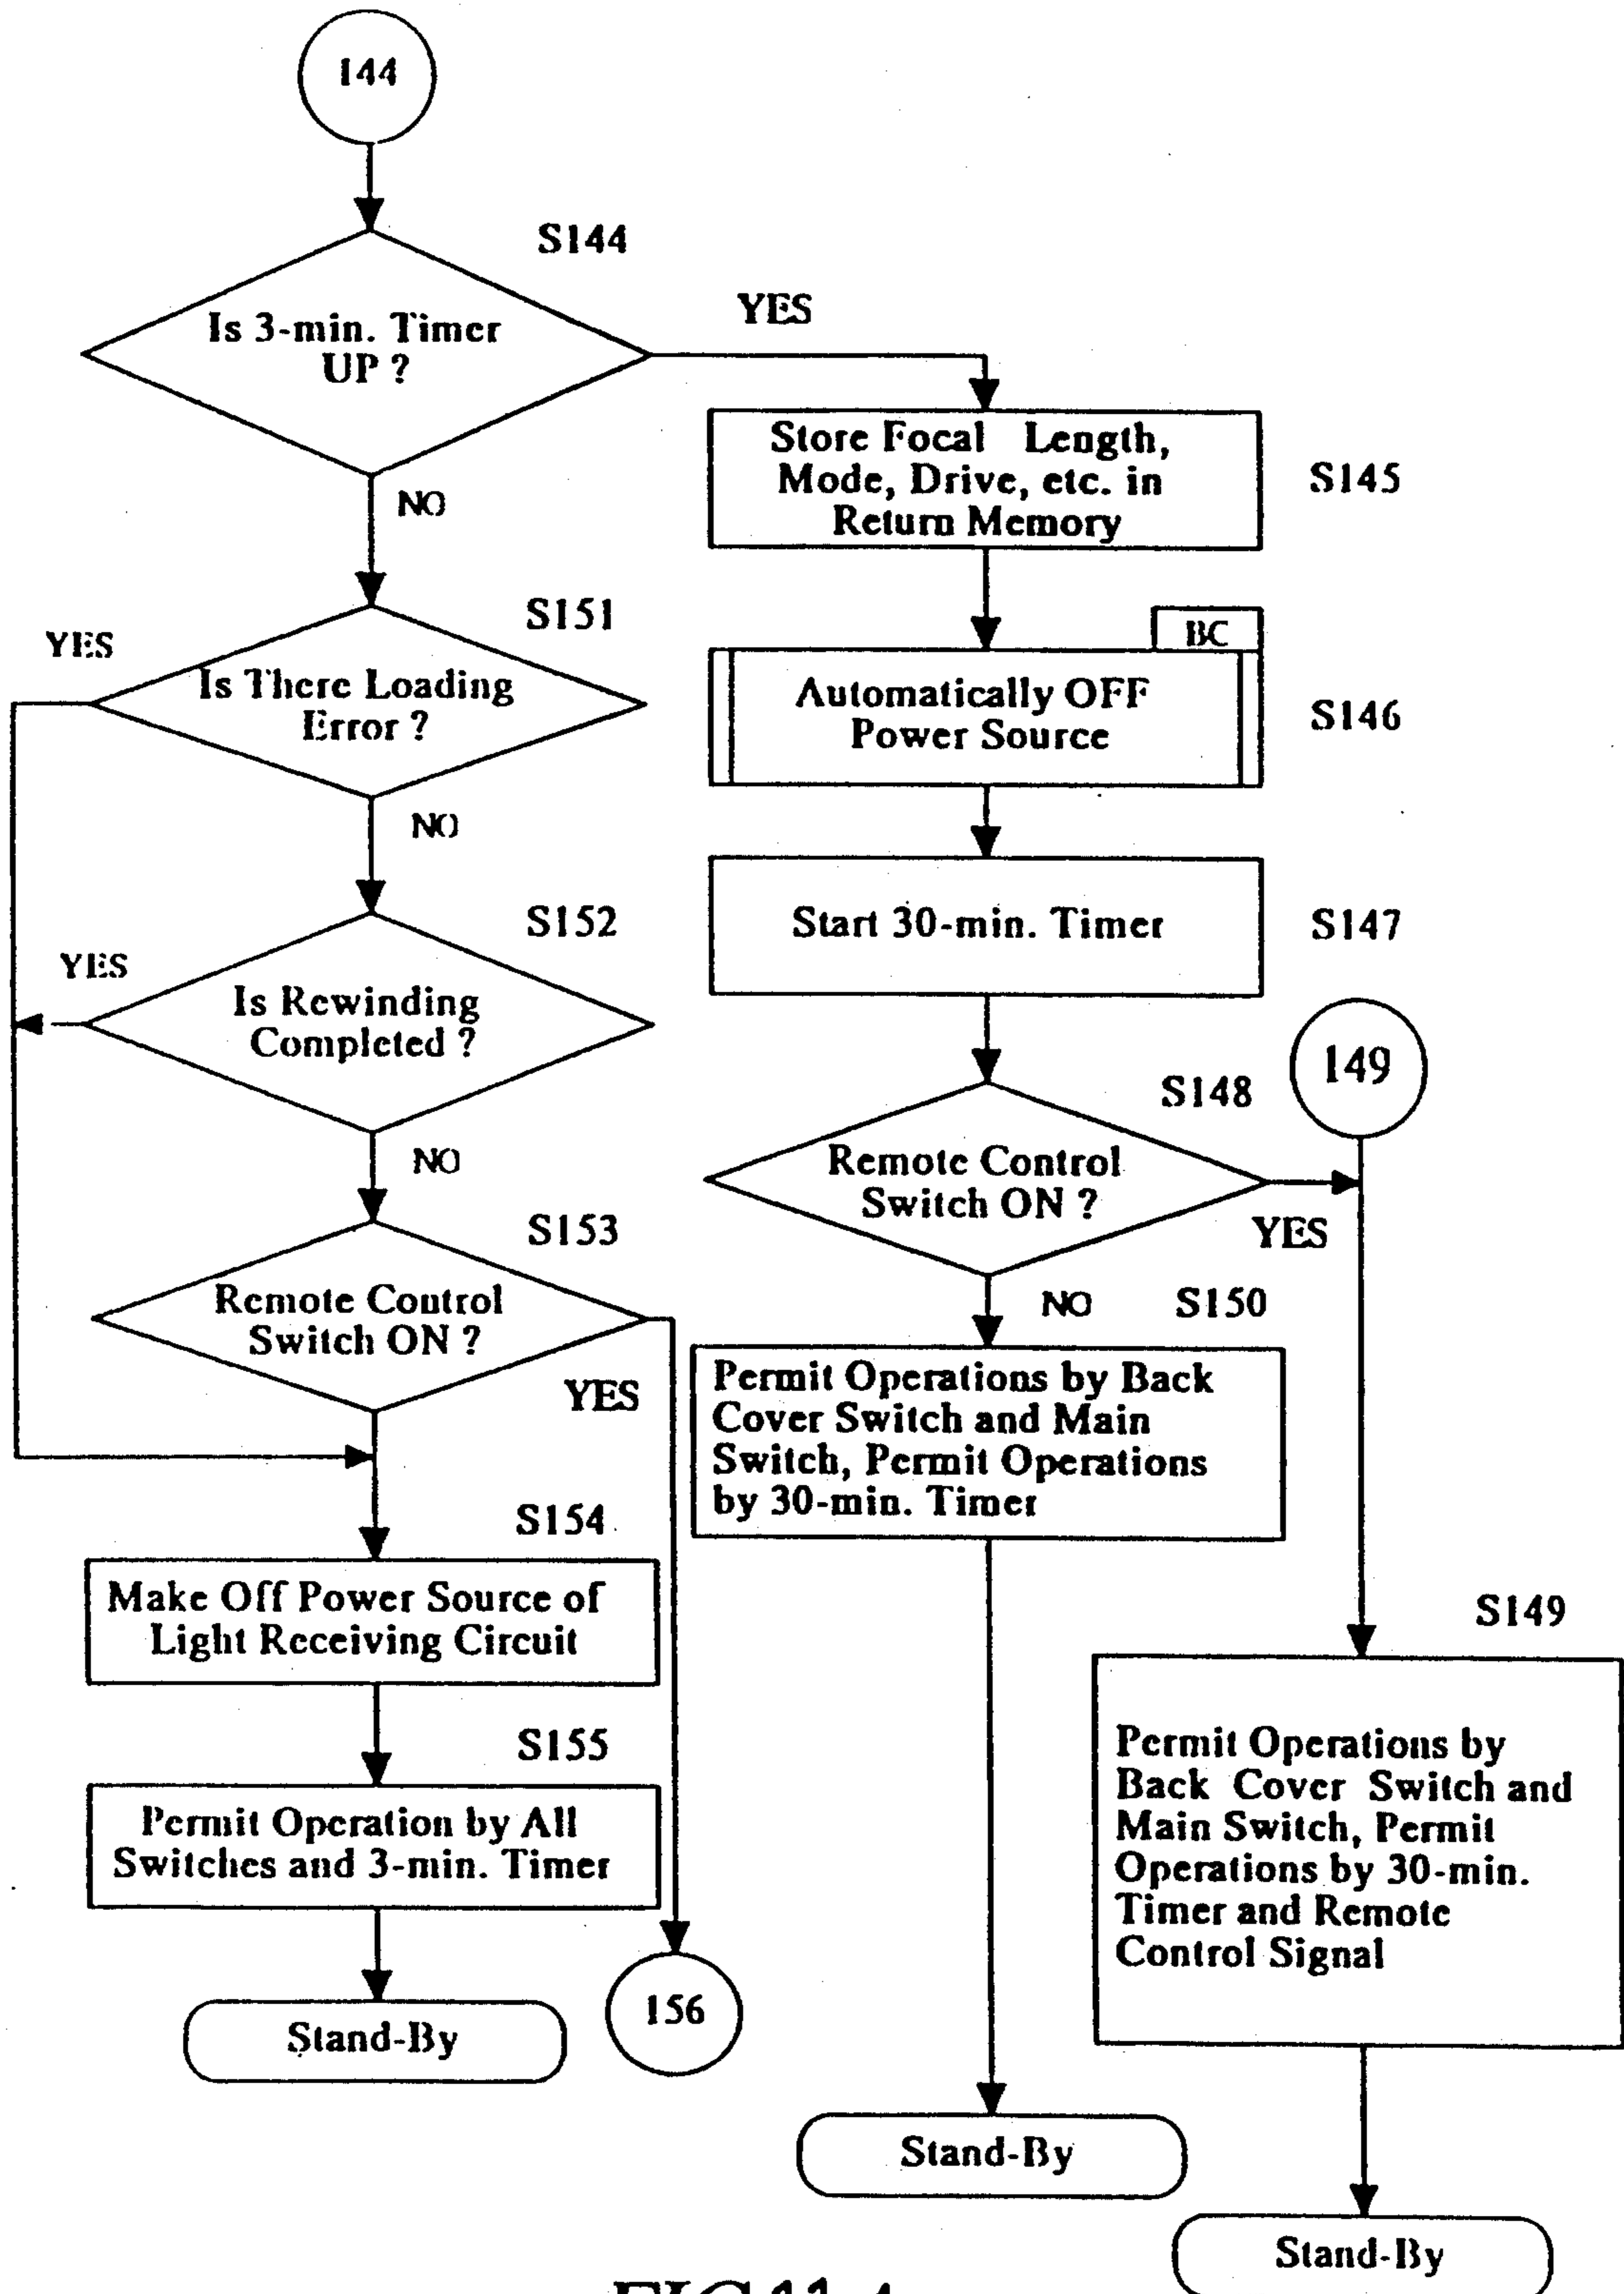 144
S144
Is 3-min. Timer
UP ?
YES
NO
Store Focal Length,
Mode, Drive, etc. in
Return Memory
S145
BC
Automatically OFF
Power Source
S146
Start 30-min. Timer
S147
Remote Control
Switch ON ?
S148
YES
NO
149
S150
Permit Operations by Back
Cover Switch and Main
Switch, Permit Operations
by 30-min. Timer
Stand-By
S149
Permit Operations by
Back Cover Switch and
Main Switch, Permit
Operations by 30-min.
Timer and Remote
Control Signal
Stand-By
S151
YES
Is There Loading
Error ?
NO
S152
YES
Is Rewinding
Completed ?
NO
S153
Remote Control
Switch ON ?
YES
S154
Make Off Power Source of
Light Receiving Circuit
S155
Permit Operation by All
Switches and 3-min. Timer
Stand-By
156